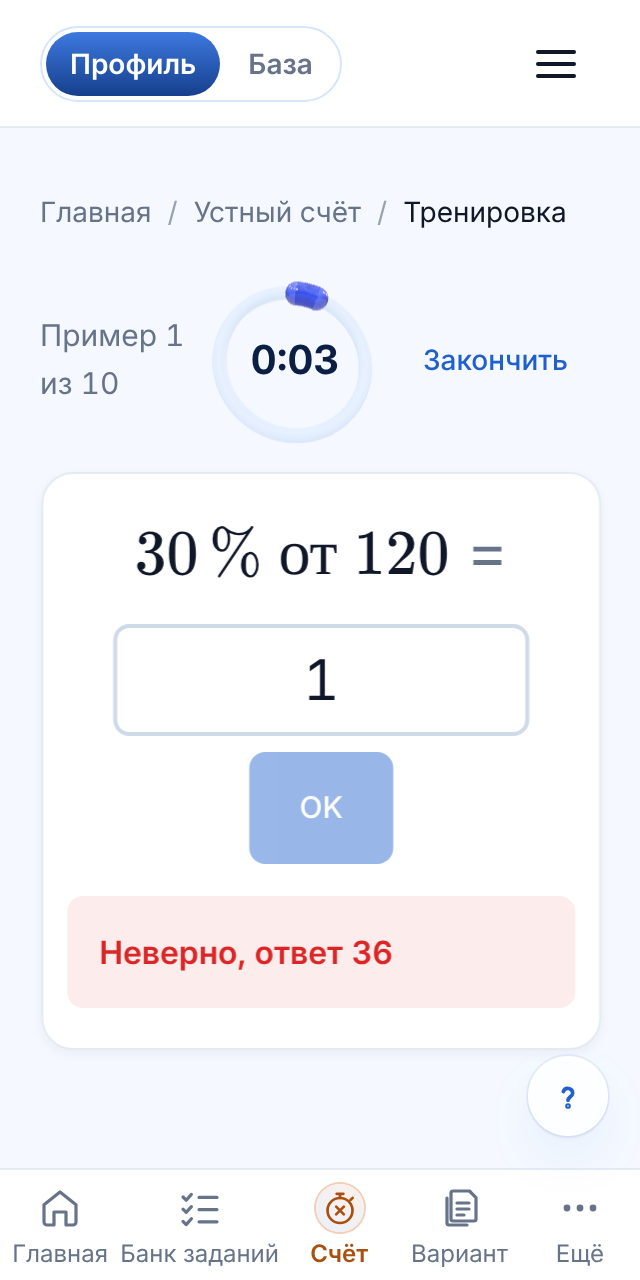 Профиль База
Главная / Устный счёт / Тренировка
Пример 1
из 10
0:03
Закончить
30 % от 120 =
1
OK
Неверно, ответ 36
?
Главная Банк заданий Счёт Вариант Ещё